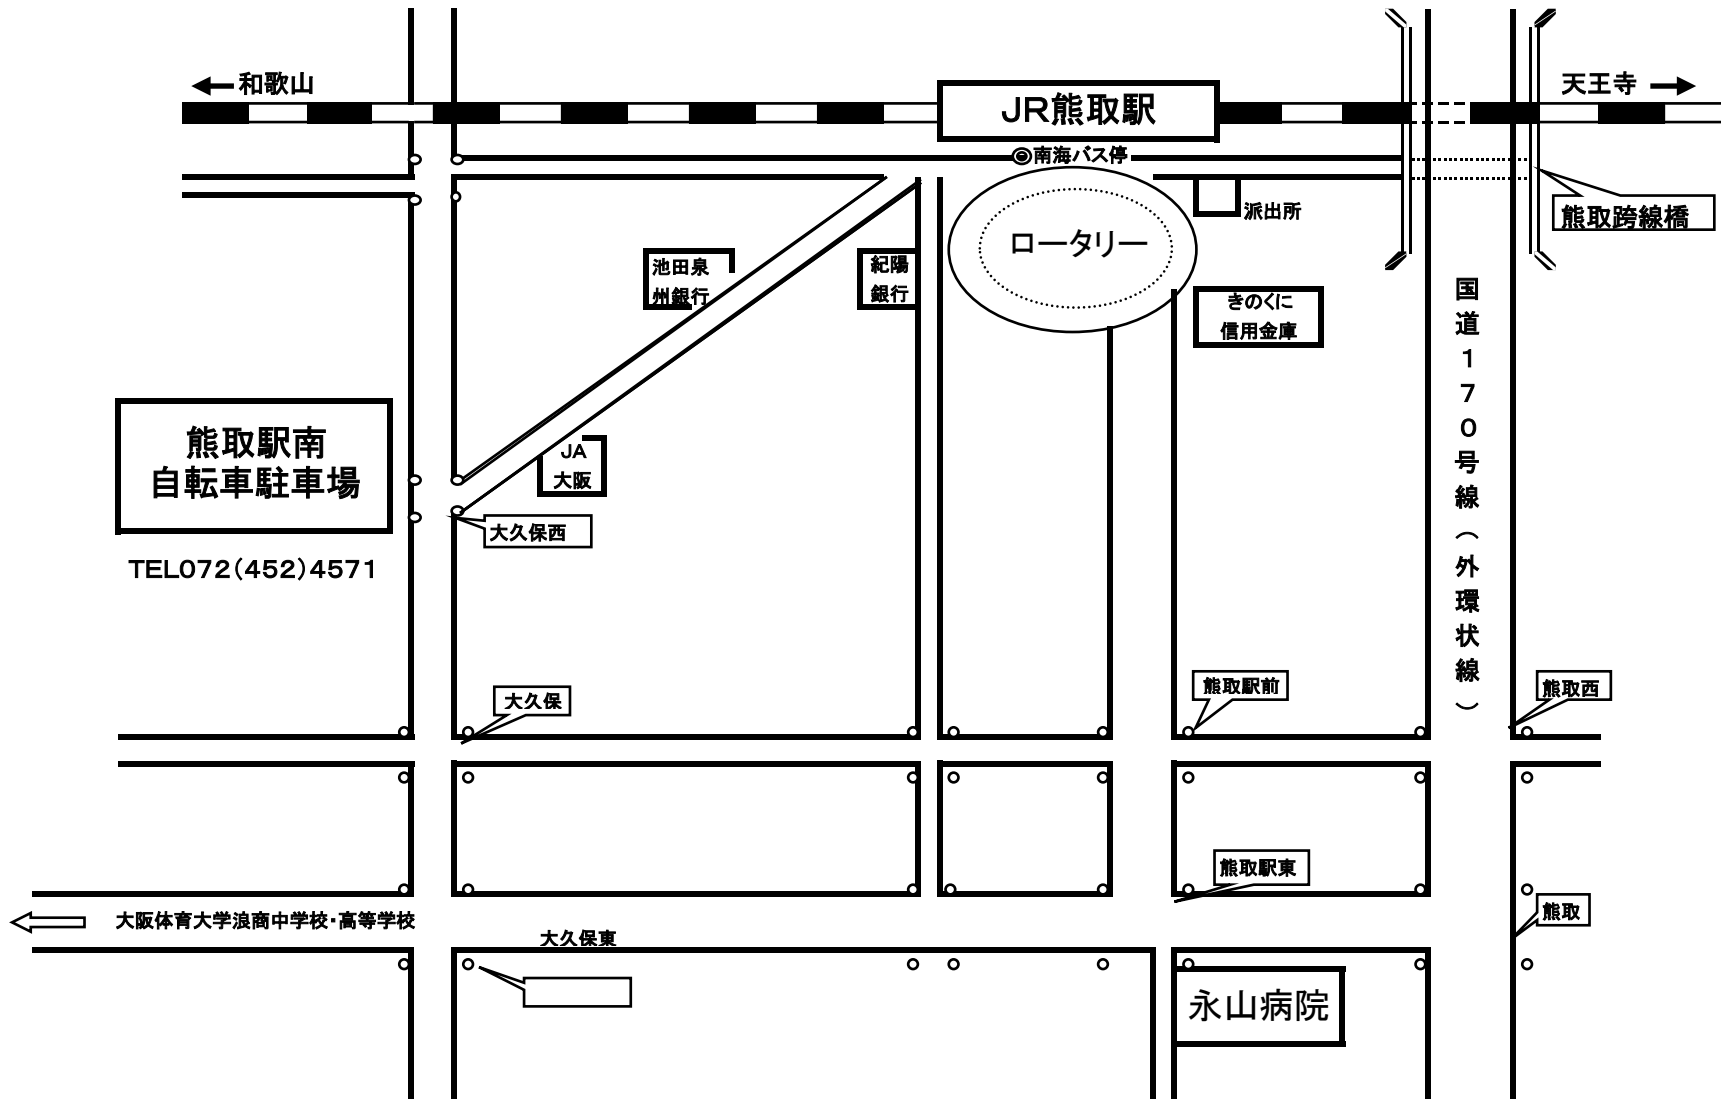 和歌山
天王寺
JR熊取駅
南海バス停
熊取跨線橋
派出所
ロータリー
池田泉
州銀行
紀陽
銀行
きのくに
信用金庫
国道170号線(外環状線)
熊取駅南
自転車駐車場
JA
大阪
大久保西
TEL072(452)4571
大久保
熊取駅前
熊取西
熊取駅東
熊取
大阪体育大学浪商中学校・高等学校
大久保東
永山病院